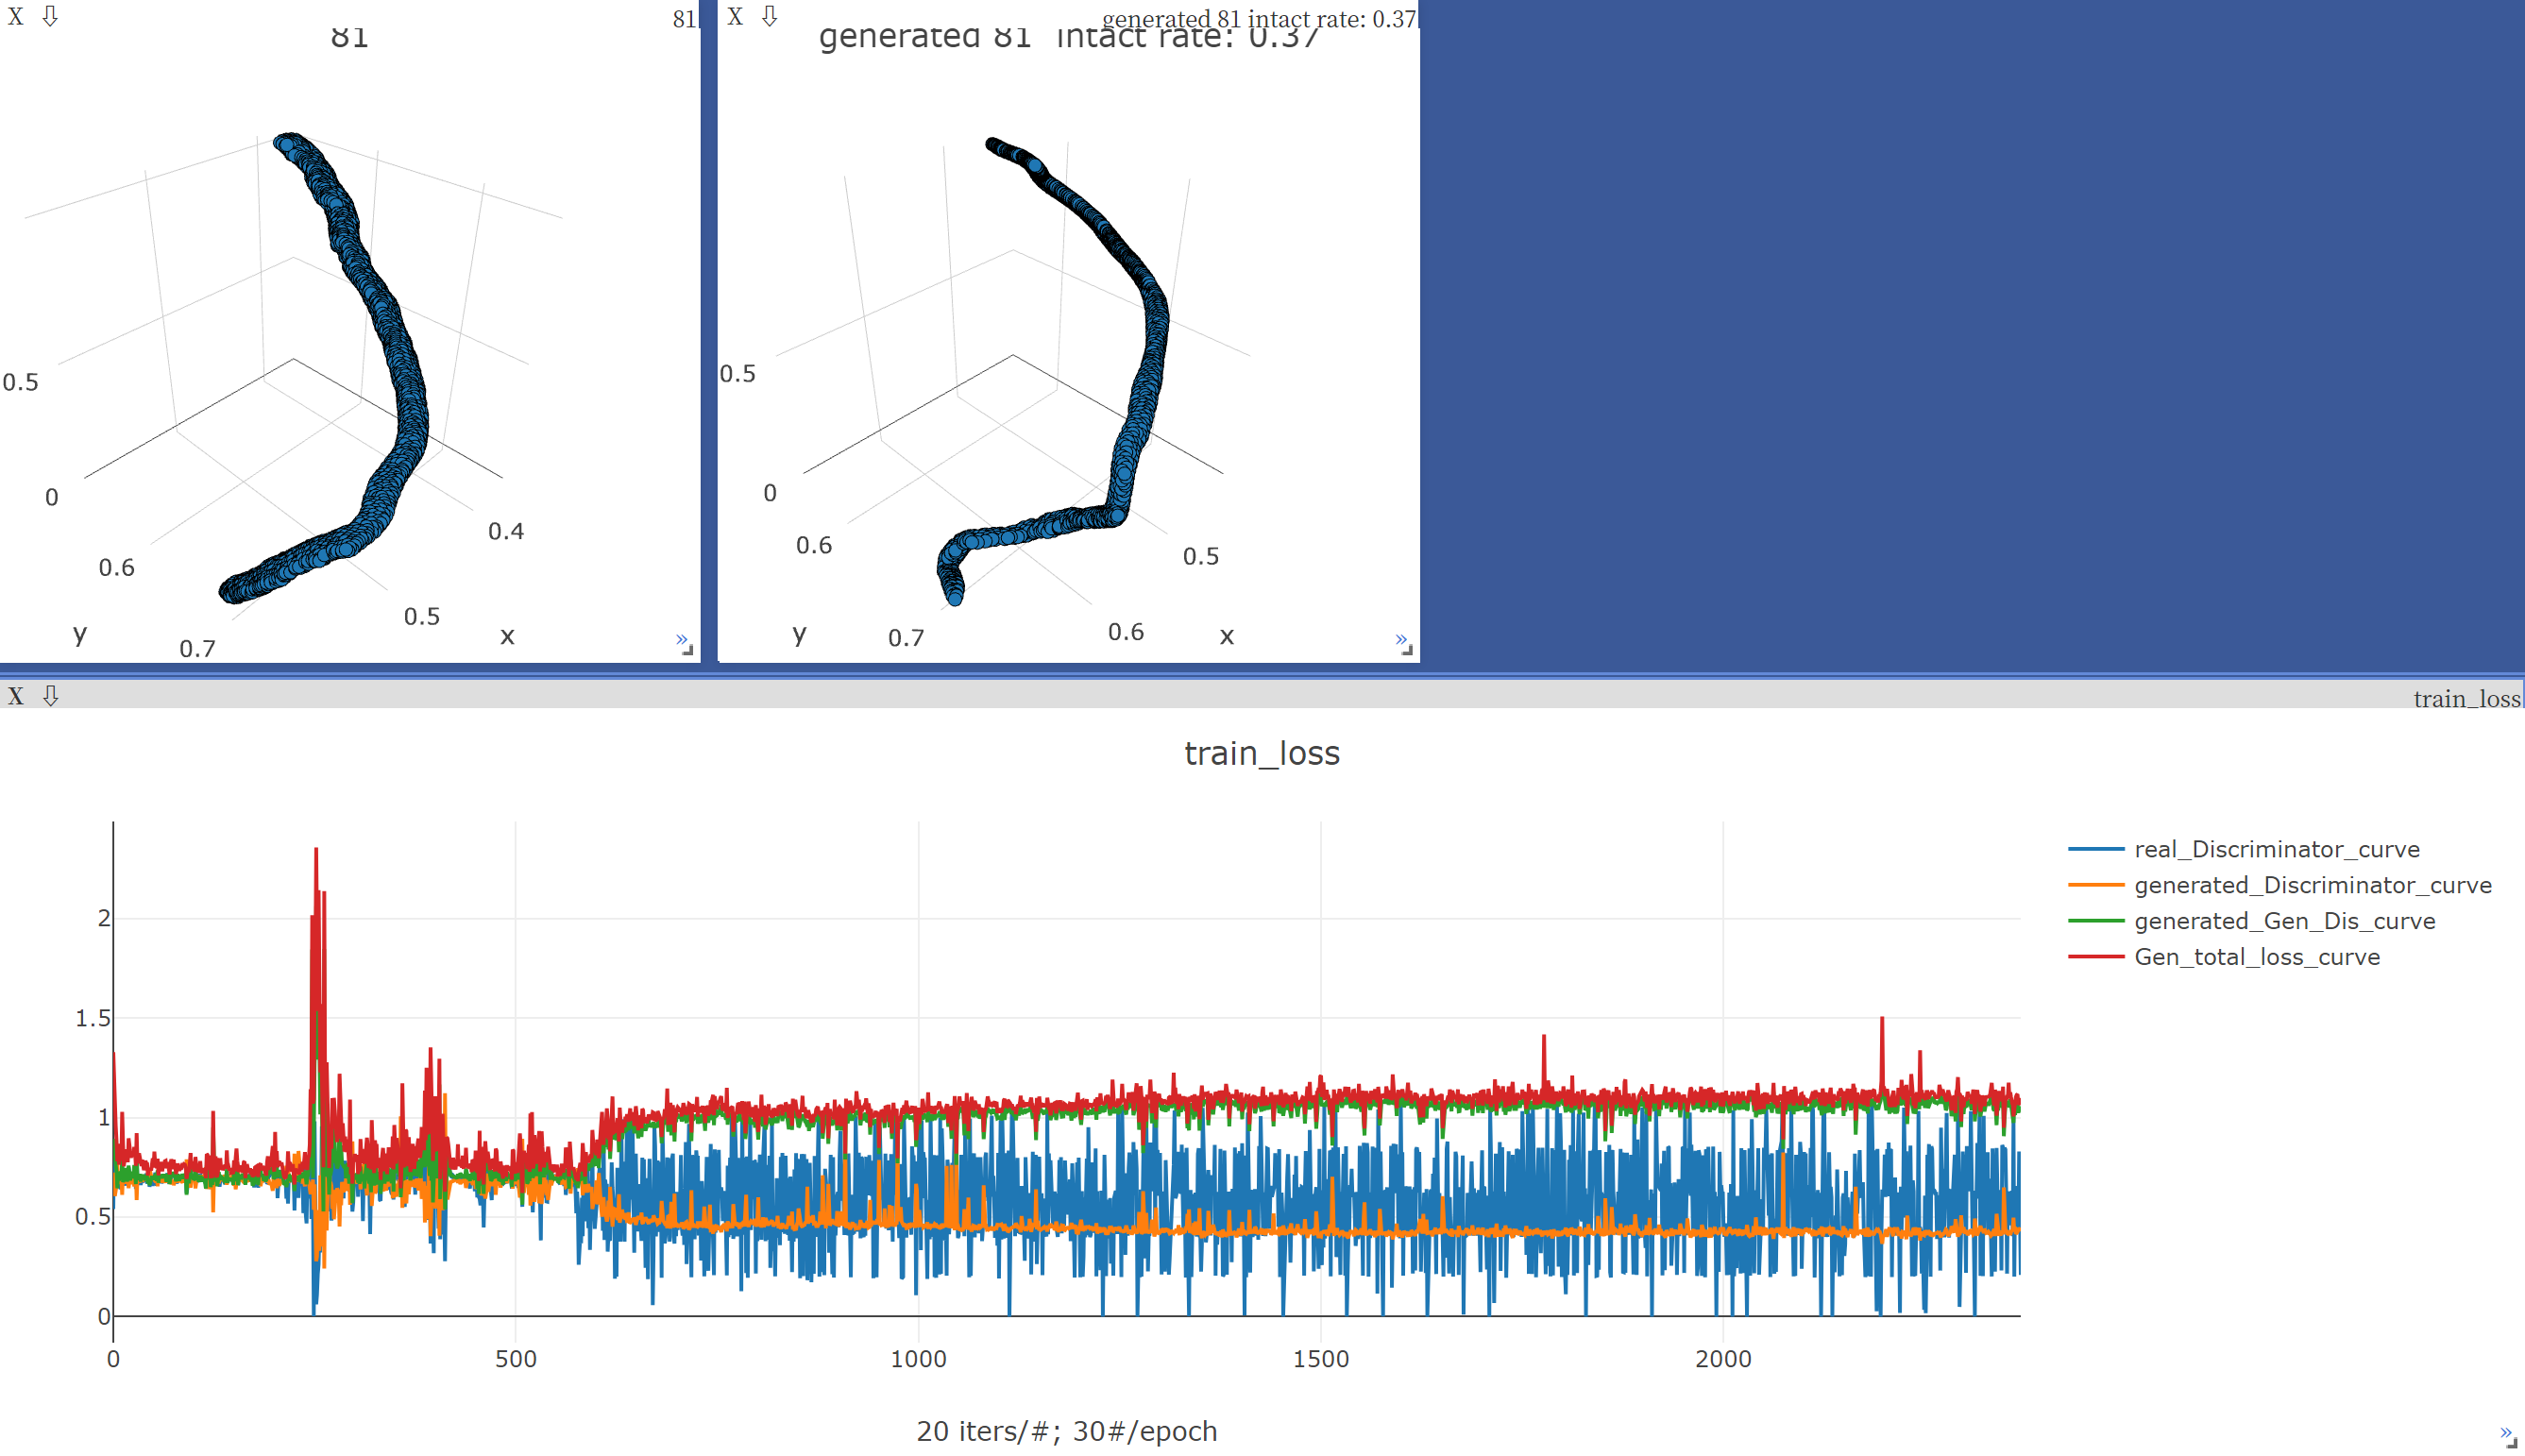 X ⇩ 81
81
0.5
0
0.6
0.7
0.5
0.4
y
x
»
X ⇩ generated 81 intact rate: 0.37
generated 81 intact rate: 0.37
0.5
0
0.6
0.7
0.6
0.5
y
x
»
X ⇩ train_loss
train_loss
real_Discriminator_curve
generated_Discriminator_curve
generated_Gen_Dis_curve
Gen_total_loss_curve
2
1.5
1
0.5
0
0 500 1000 1500 2000
20 iters/#; 30#/epoch
»